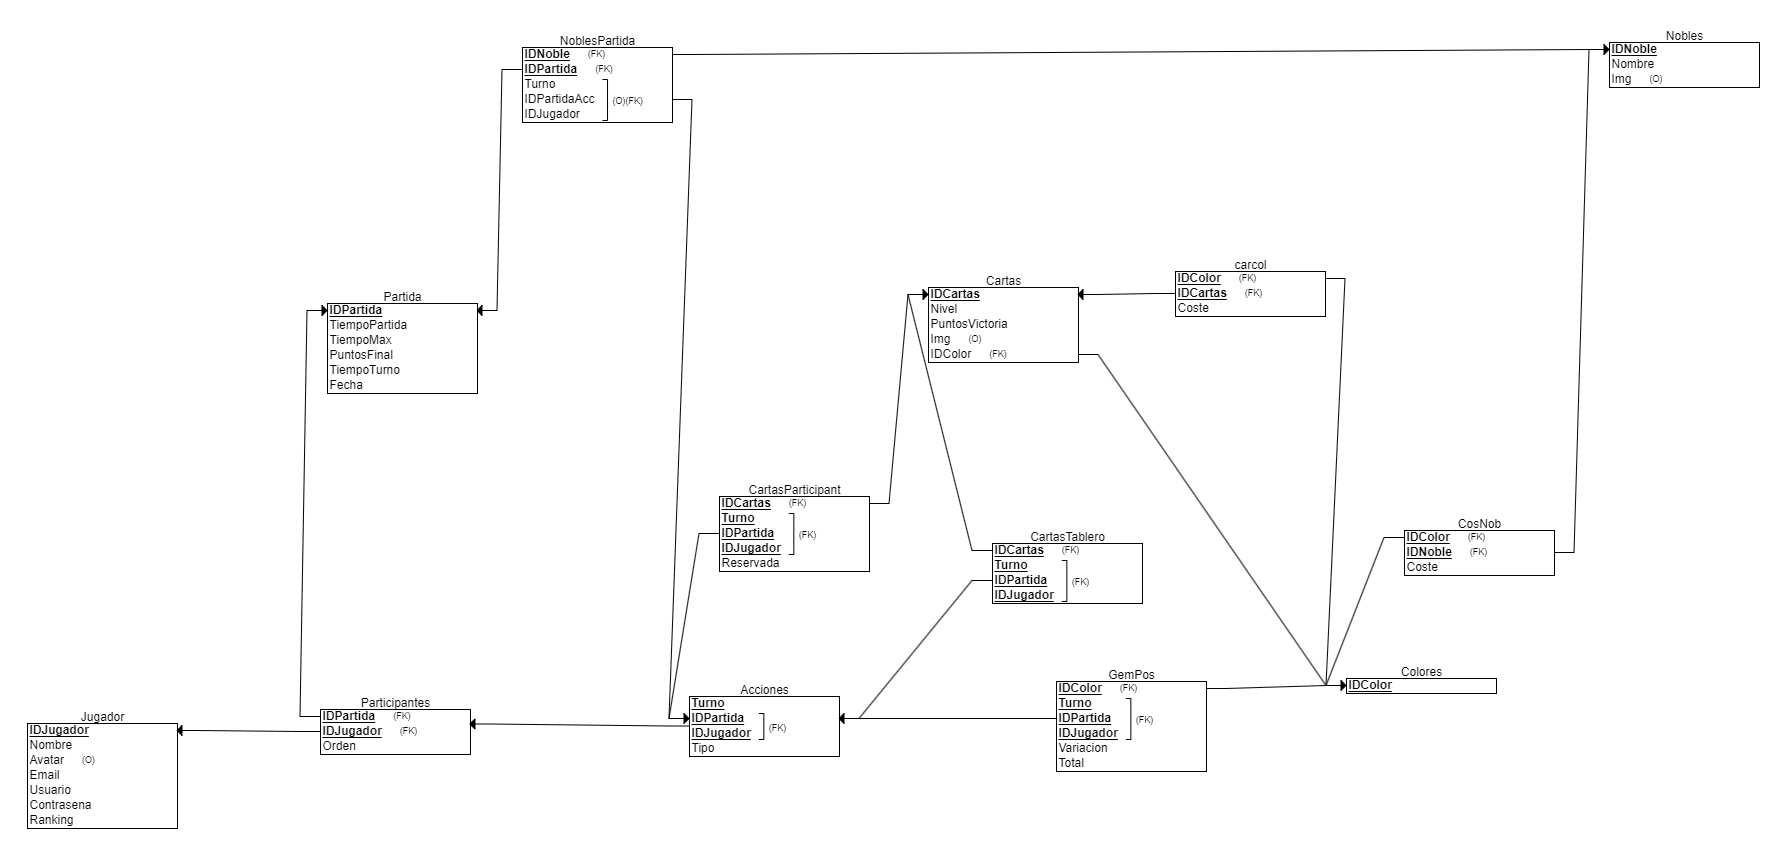 NoblesPartida
IDNoble (FK)
IDPartida (FK)
Turno
IDPartidaAcc (O)(FK)
IDJugador
Nobles
IDNoble
Nombre
Img (O)
Partida
IDPartida
TiempoPartida
TiempoMax
PuntosFinal
TiempoTurno
Fecha
Cartas
IDCartas
Nivel
PuntosVictoria
Img (O)
IDColor (FK)
carcol
IDColor (FK)
IDCartas (FK)
Coste
CartasParticipant
IDCartas (FK)
Turno
IDPartida (FK)
IDJugador
Reservada
CartasTablero
IDCartas (FK)
Turno
IDPartida (FK)
IDJugador
CosNob
IDColor (FK)
IDNoble (FK)
Coste
Jugador
IDJugador
Nombre
Avatar (O)
Email
Usuario
Contrasena
Ranking
Participantes
IDPartida (FK)
IDJugador (FK)
Orden
Acciones
Turno
IDPartida (FK)
IDJugador
Tipo
GemPos
IDColor (FK)
Turno
IDPartida (FK)
IDJugador
Variacion
Total
Colores
IDColor